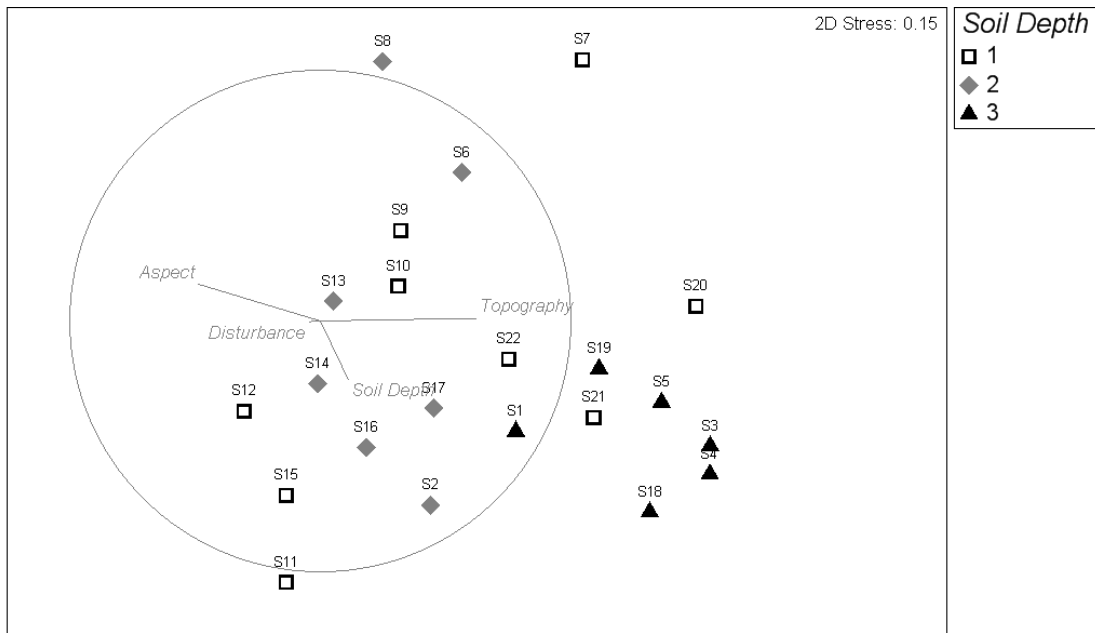 2D Stress: 0.15
Soil Depth
1
2
3
S8
S7
S6
S9
S10
S13
S20
Aspect
Topography
Disturbance
S22
S19
S14
Soil Depth
S17
S5
S12
S21
S1
S16
S3
S4
S15
S2
S18
S11